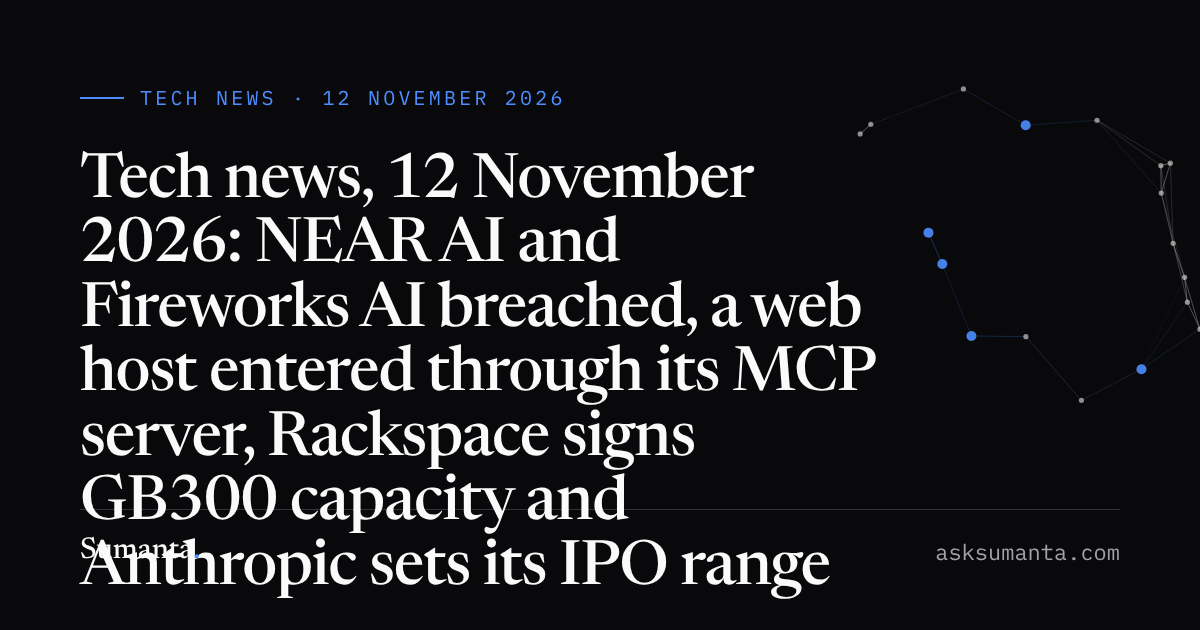 TECH NEWS · 12 NOVEMBER 2026
Tech news, 12 November
2026: NEAR AI and
Fireworks AI breached, a web
host entered through its MCP
server, Rackspace signs
GB300 capacity and
Anthropic sets its IPO range
Sumanta.
asksumanta.com